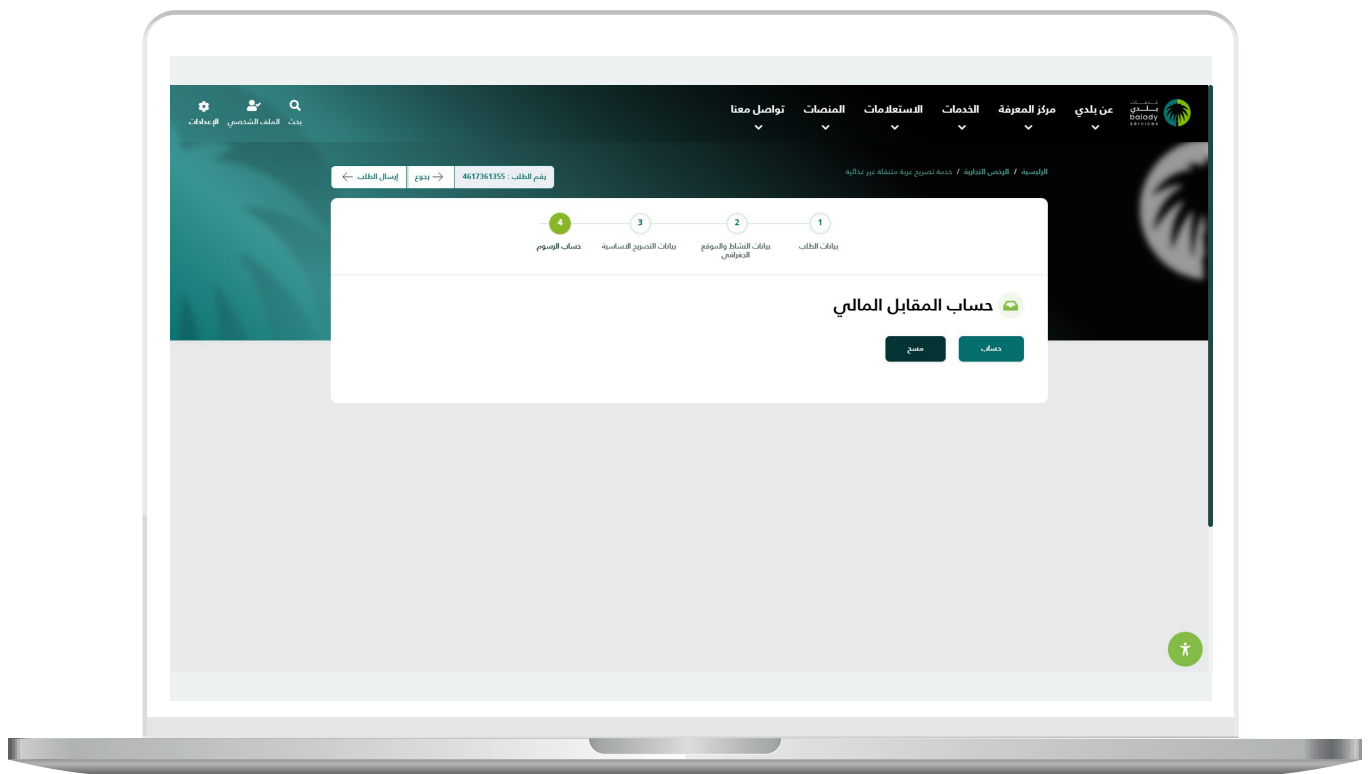 خدمات
بــلــدي
balady
services
عن بلدي
مركز المعرفة
الخدمات
الاستعلامات
المنصات
تواصل معنا
بحث
الملف الشخصي
الإعدادات
الرئيسية / الرخص التجارية / خدمة تصريح عربة متنقلة غير غذائية
رقم الطلب : 4617361355
رجوع
إرسال الطلب
1
2
3
4
بيانات الطلب
بيانات النشاط والموقع
الجغرافي
بيانات التصريح الاساسية
حساب الرسوم
حساب المقابل المالي
حساب
مسح